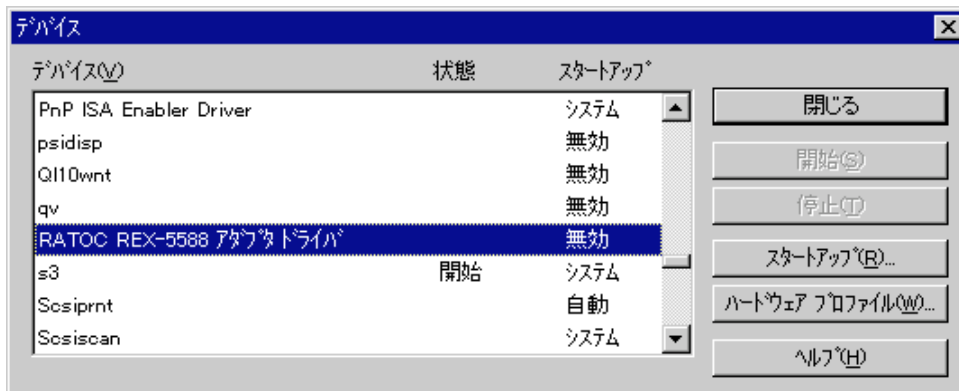 ﾃﾞﾊﾞｲｽ
ﾃﾞﾊﾞｲｽ(V) 状態 ｽﾀｰﾄｱｯﾌﾟ
PnP ISA Enabler Driver ｼｽﾃﾑ
psidisp 無効
Ql10wnt 無効
qv 無効
RATOC REX-5588 ｱﾀﾞﾌﾟﾀ ﾄﾞﾗｲﾊﾞ 無効
s3 開始 ｼｽﾃﾑ
Scsiprnt 自動
Scsiscan ｼｽﾃﾑ
閉じる
開始(S)
停止(T)
ｽﾀｰﾄｱｯﾌﾟ(R)...
ﾊｰﾄﾞｳｪｱ ﾌﾟﾛﾌｧｲﾙ(W)...
ﾍﾙﾌﾟ(H)